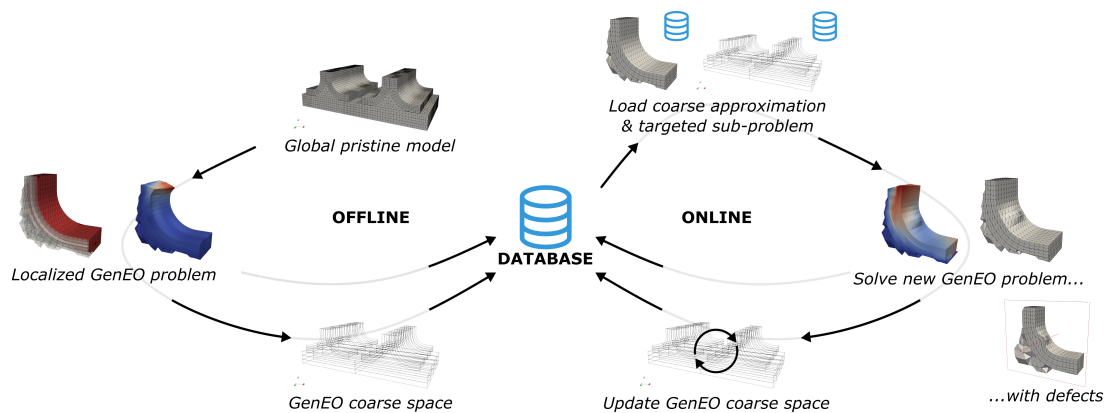 Load coarse approximation
& targeted sub-problem
Global pristine model
OFFLINE
ONLINE
DATABASE
Localized GenEO problem
Solve new GenEO problem...
GenEO coarse space
Update GenEO coarse space
...with defects